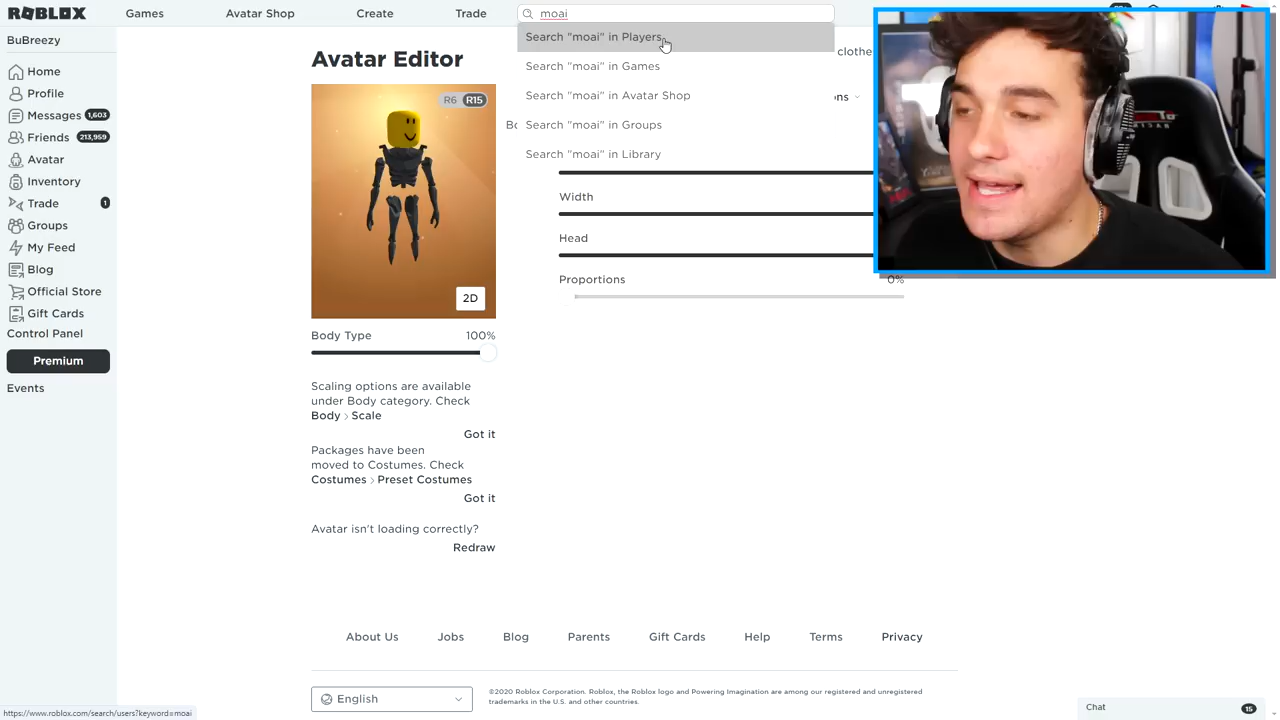 ROBLOX
Games
Avatar Shop
Create
Trade
moai
BuBreezy
Home
Profile
Messages 1,603
Friends 213,959
Avatar
Inventory
Trade 1
Groups
My Feed
Blog
Official Store
Gift Cards
Control Panel
Premium
Events
Search "moai" in Players
Search "moai" in Games
Search "moai" in Avatar Shop
Search "moai" in Groups
Search "moai" in Library
clothe
ns
Bo
Avatar Editor
R6 R15
2D
Body Type 100%
Width
Head
Proportions 0%
Scaling options are available
under Body category. Check
Body > Scale
Got it
Packages have been
moved to Costumes. Check
Costumes > Preset Costumes
Got it
Avatar isn't loading correctly?
Redraw
About Us
Jobs
Blog
Parents
Gift Cards
Help
Terms
Privacy
English
©2020 Roblox Corporation. Roblox, the Roblox logo and Powering Imagination are among our registered and unregistered
trademarks in the U.S. and other countries.
https://www.roblox.com/search/users?keyword=moai
Chat 15